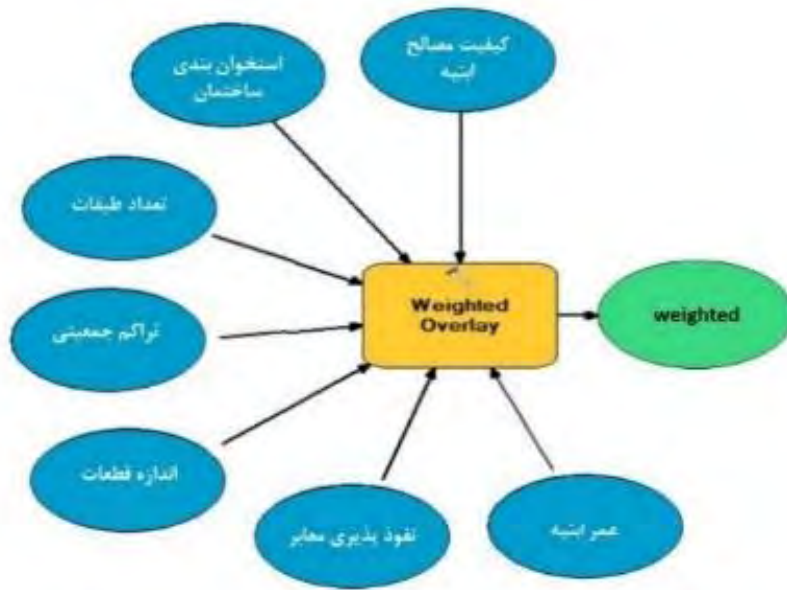 کیفیت مصالح
ابنیه
استخوان بندی
ساختمان
تعداد طبقات
تراکم جمعیتی
اندازه قطعات
نفوذ پذیری معابر
عمر ابنیه
Weighted
Overlay
weighted